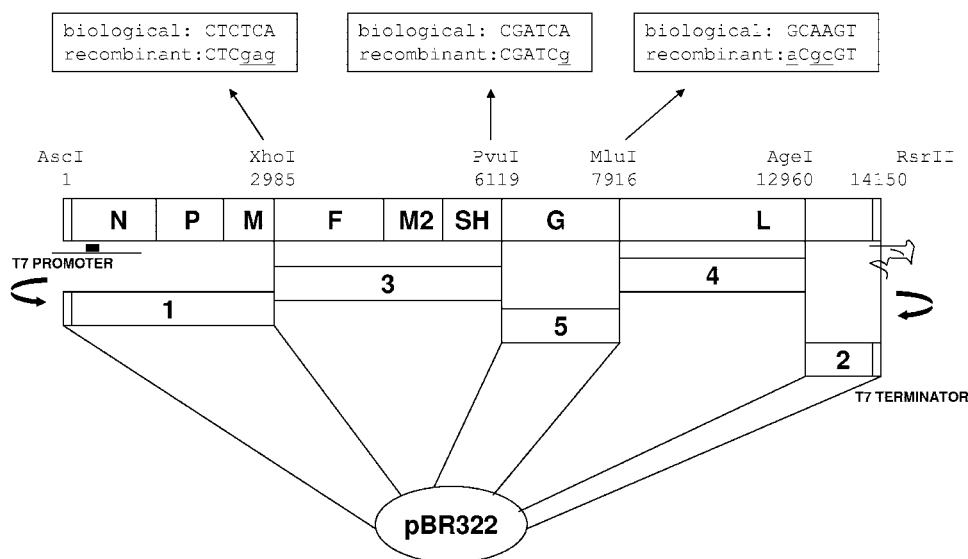 biological: CTCTCA
recombinant:CTCgag
biological: CGATCA
recombinant:CGATCg
biological: GCAAGT
recombinant:aCgcGT
AscI XhoI PvuI MluI AgeI RsrII
1 2985 6119 7916 12960 14150
N P M F M2 SH G L
T7 PROMOTER
3 4
1 5
2
T7 TERMINATOR
pBR322